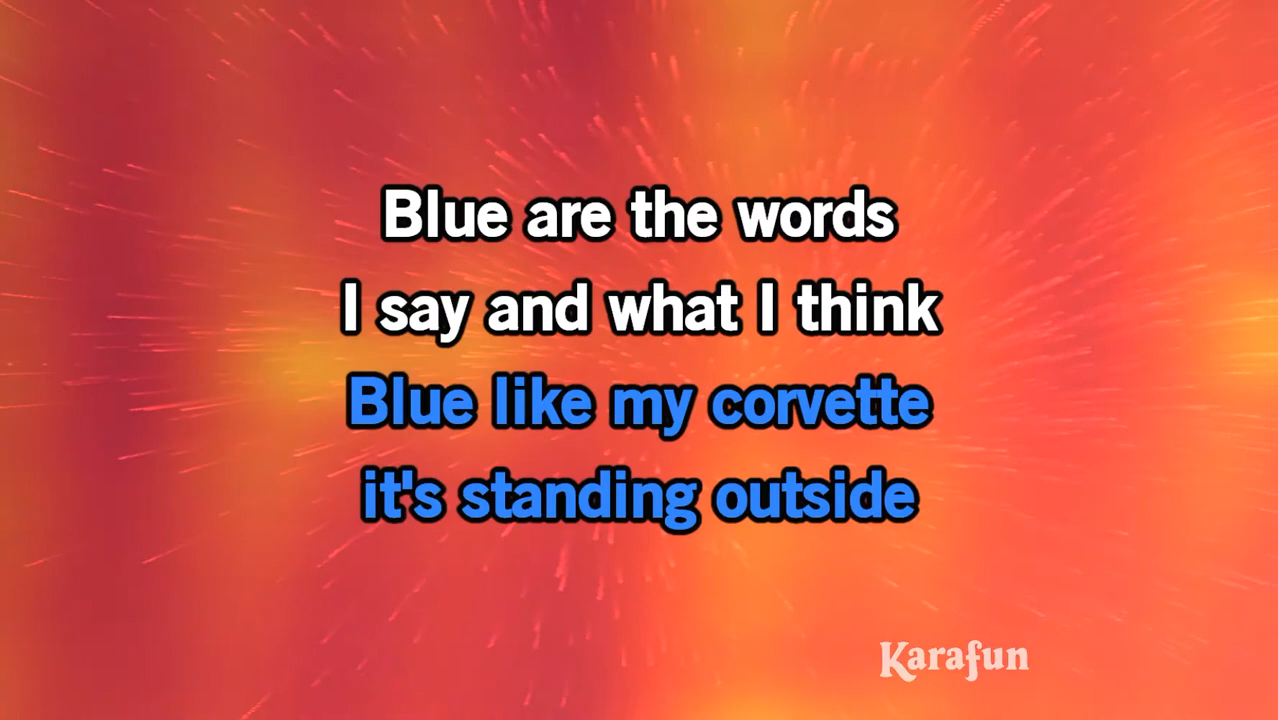 Blue are the words
I say and what I think
Blue like my corvette
it's standing outside
Karafun